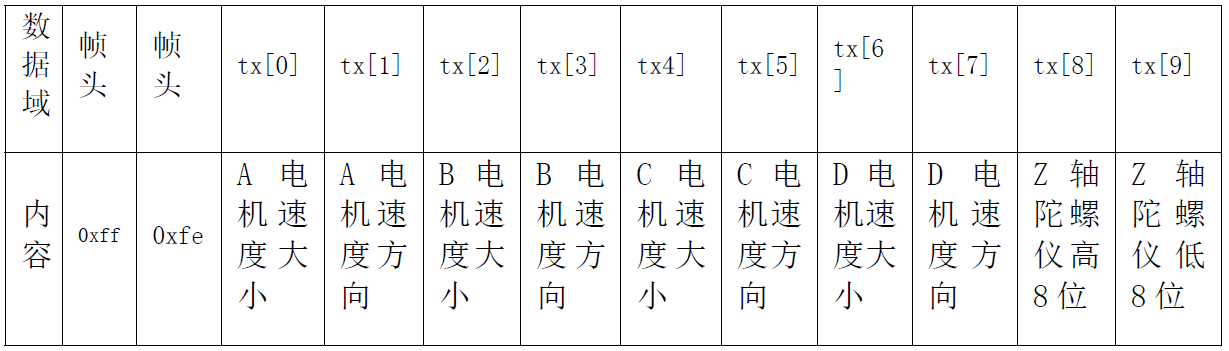 数
据
域
帧
头
帧
头
tx[0]
tx[1]
tx[2]
tx[3]
tx4]
tx[5]
tx[6
]
tx[7]
tx[8]
tx[9]
内
容
0xff
0xfe
A 电
机速
度大
小
A 电
机速
度方
向
B 电
机速
度大
小
B 电
机速
度方
向
C 电
机速
度大
小
C 电
机速
度方
向
D 电
机速
度大
小
D 电
机速
度方
向
Z 轴
陀螺
仪高
8位
Z 轴
陀螺
仪低
8位